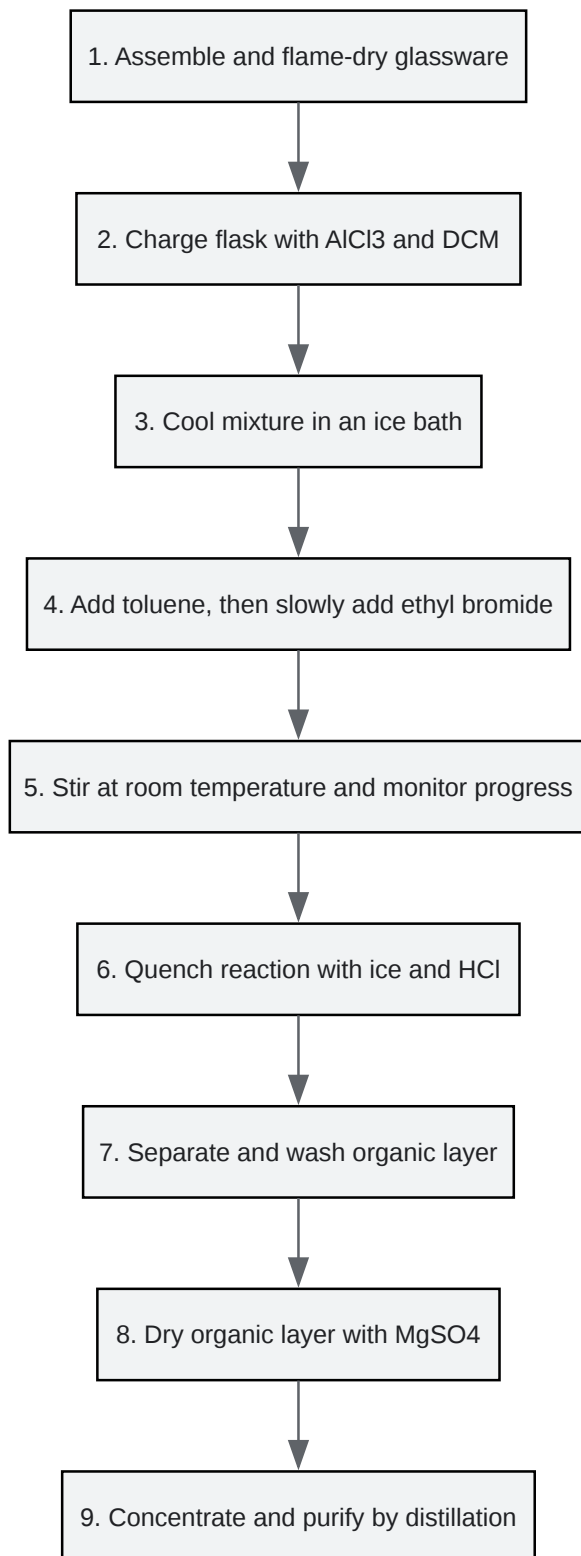 1. Assemble and flame-dry glassware
2. Charge flask with AlCl3 and DCM
3. Cool mixture in an ice bath
4. Add toluene, then slowly add ethyl bromide
5. Stir at room temperature and monitor progress
6. Quench reaction with ice and HCl
7. Separate and wash organic layer
8. Dry organic layer with MgSO4
9. Concentrate and purify by distillation